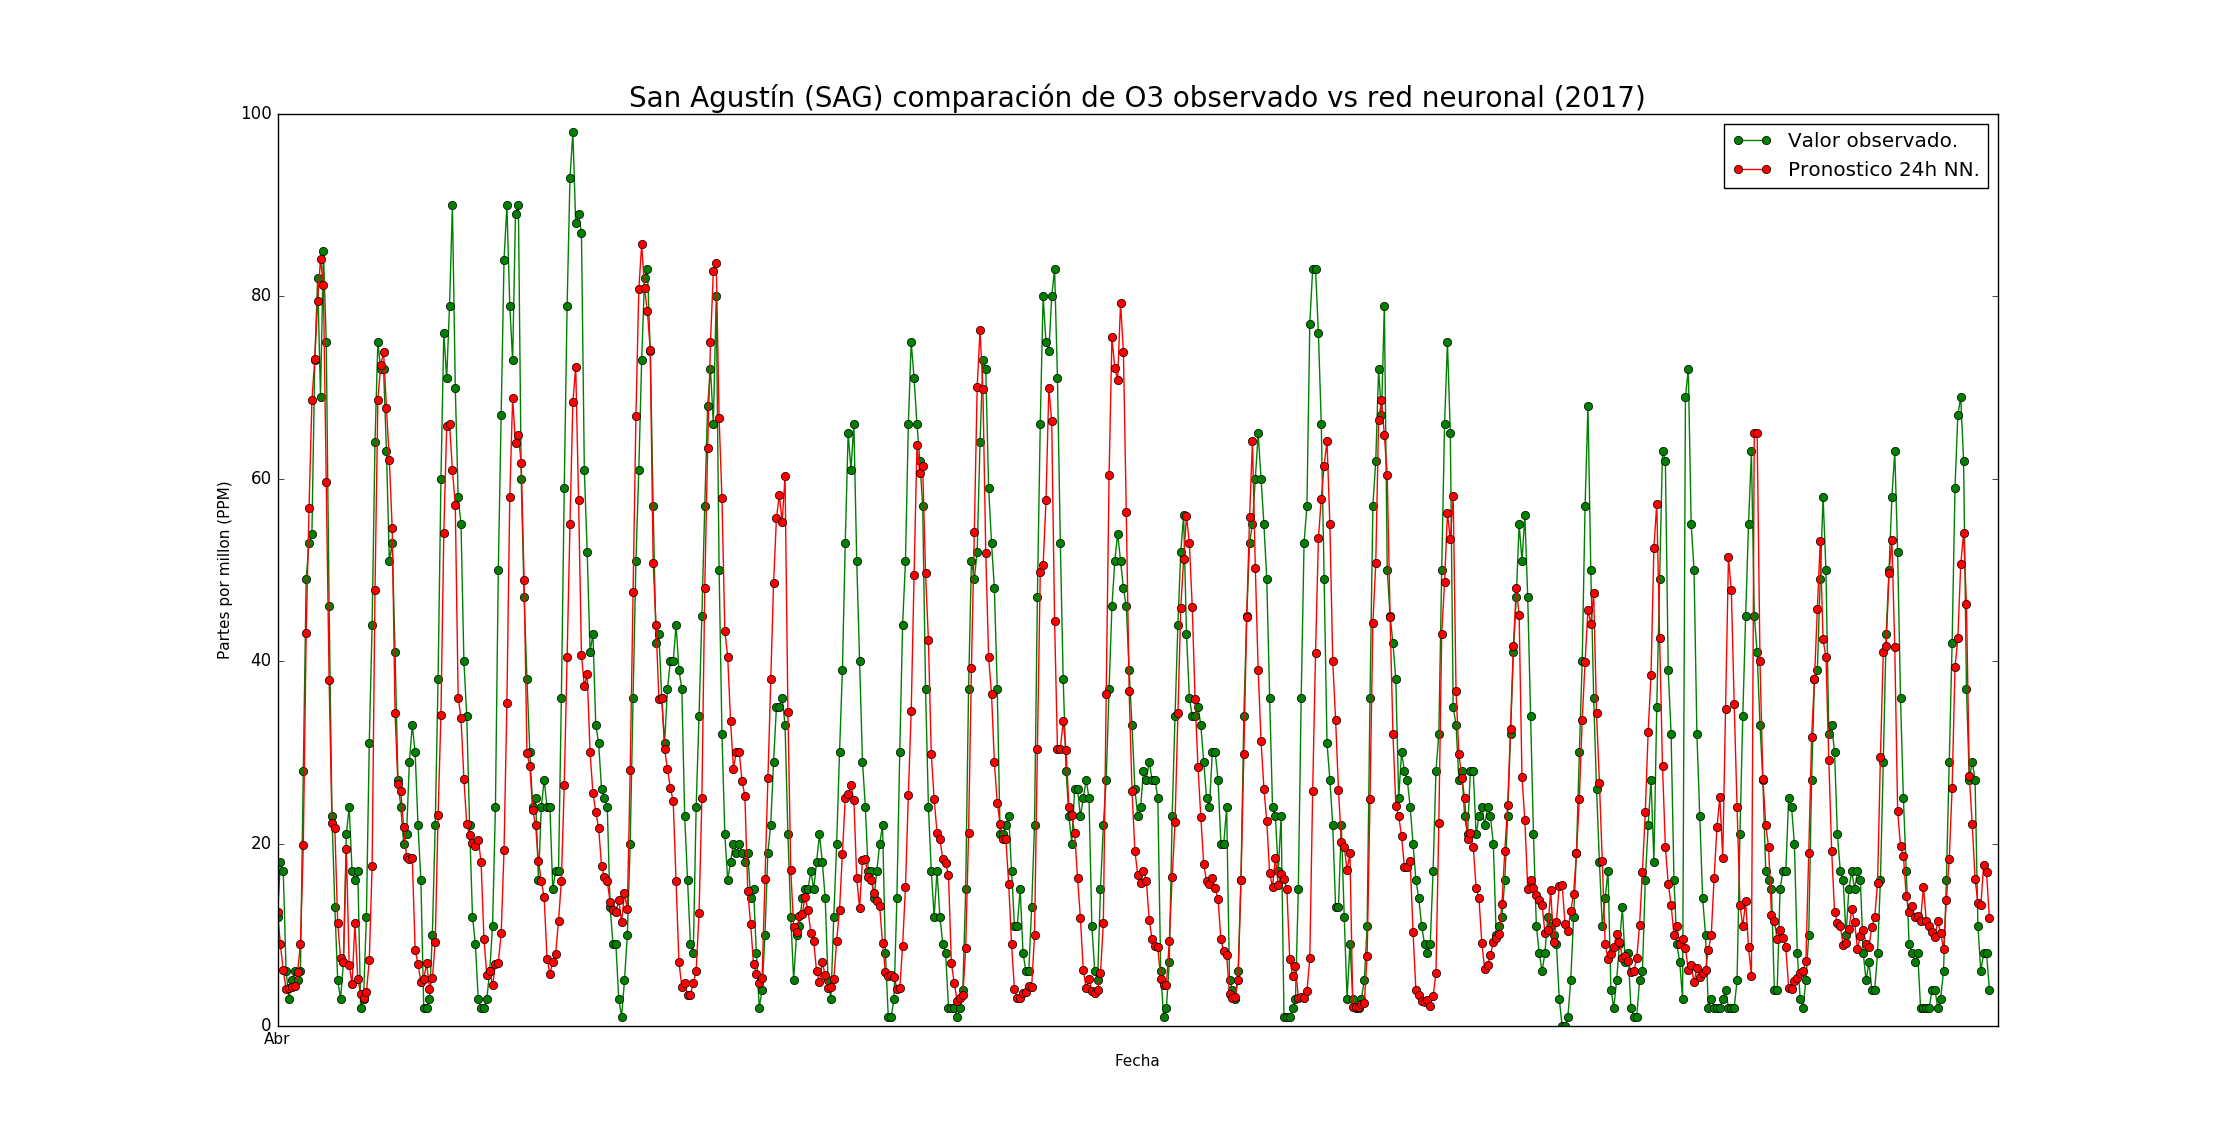 San Agustín (SAG) comparación de O3 observado vs red neuronal (2017)
100
80
60
40
20
0
Partes por millon (PPM)
Valor observado.
Pronostico 24h NN.
Abr
Fecha